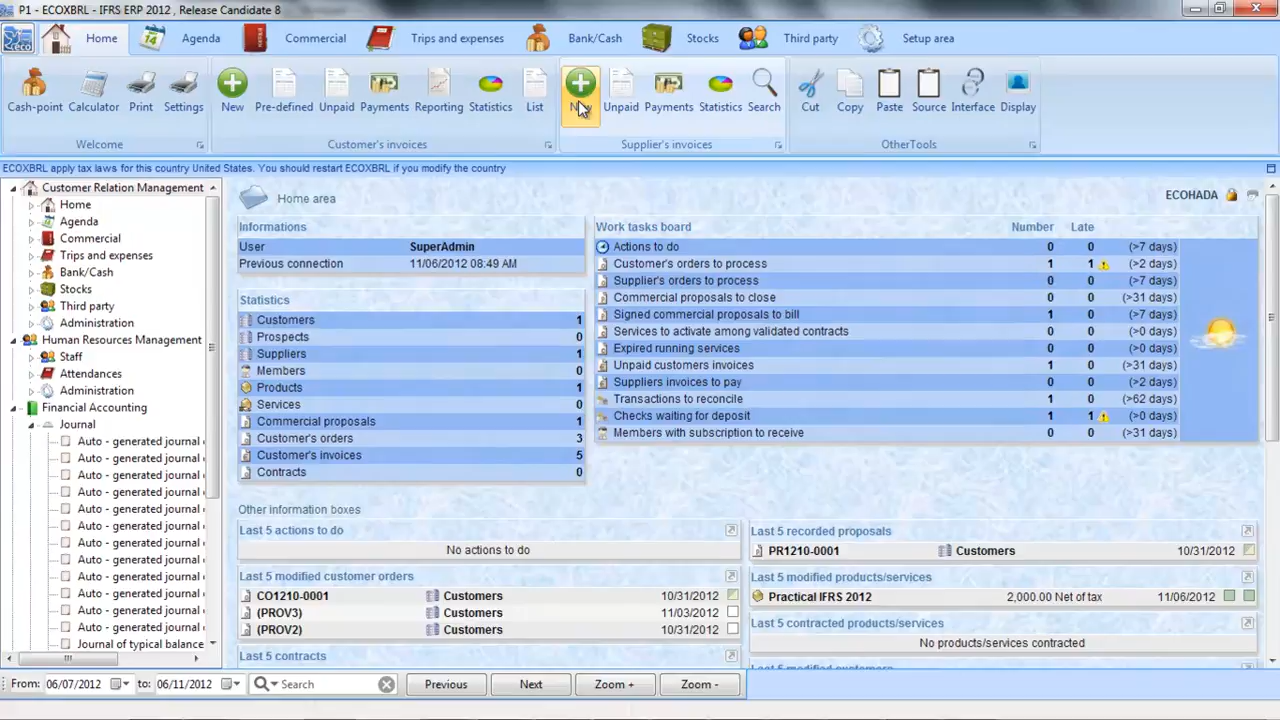 P1 - ECOXBRL - IFRS ERP 2012 , Release Candidate 8
Home
Agenda
Commercial
Trips and expenses
Bank/Cash
Stocks
Third party
Setup area
Cash-point
Calculator
Print
Settings
New
Pre-defined
Unpaid
Payments
Reporting
Statistics
List
Unpaid
Payments
Statistics
Search
Cut
Copy
Paste
Source
Interface
Display
Welcome
Customer's invoices
Supplier's invoices
OtherTools
ECOXBRL apply tax laws for this country United States. You should restart ECOXBRL if you modify the country
Customer Relation Management
Home
Agenda
Commercial
Trips and expenses
Bank/Cash
Stocks
Third party
Administration
Human Resources Management
Staff
Attendances
Administration
Financial Accounting
Journal
Auto - generated journal
Auto - generated journal
Auto - generated journal
Auto - generated journal
Auto - generated journal
Auto - generated journal
Auto - generated journal
Auto - generated journal
Auto - generated journal
Auto - generated journal
Auto - generated journal
Auto - generated journal
Journal of typical balance
Home area
ECOHADA
Informations
User SuperAdmin
Previous connection 11/06/2012 08:49 AM
Statistics
Customers 1
Prospects 0
Suppliers 1
Members 0
Products 1
Services 0
Commercial proposals 1
Customer's orders 3
Customer's invoices 5
Contracts 0
Work tasks board Number Late
Actions to do 0 0 (>7 days)
Customer's orders to process 1 1 (>2 days)
Supplier's orders to process 0 0 (>7 days)
Commercial proposals to close 0 0 (>31 days)
Signed commercial proposals to bill 1 0 (>7 days)
Services to activate among validated contracts 0 0 (>0 days)
Expired running services 0 0 (>0 days)
Unpaid customers invoices 1 0 (>31 days)
Suppliers invoices to pay 0 0 (>2 days)
Transactions to reconcile 1 0 (>62 days)
Checks waiting for deposit 1 1 (>0 days)
Members with subscription to receive 0 0 (>31 days)
Other information boxes
Last 5 actions to do
No actions to do
Last 5 modified customer orders
CO1210-0001 Customers 10/31/2012
(PROV3) Customers 11/03/2012
(PROV2) Customers 10/31/2012
Last 5 contracts
Last 5 recorded proposals
PR1210-0001 Customers 10/31/2012
Last 5 modified products/services
Practical IFRS 2012 2,000.00 Net of tax 11/06/2012
Last 5 contracted products/services
No products/services contracted
From: 06/07/2012 to: 06/11/2012 Search Previous Next Zoom + Zoom -